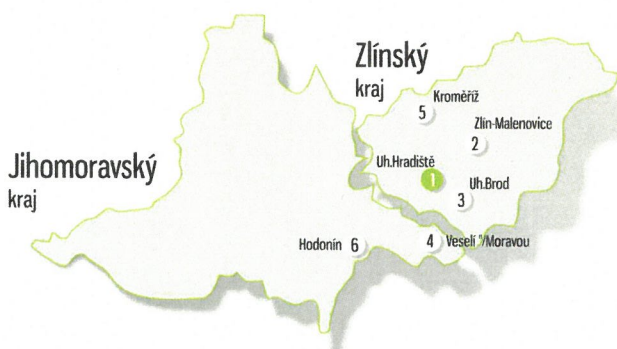 Zlínský
kraj
Kroměříž
5
Zlín-Malenovice
2
Uh.Hradiště
1
Uh.Brod
3
Jihomoravský
kraj
Hodonín 6
4 Veselí n/Moravou